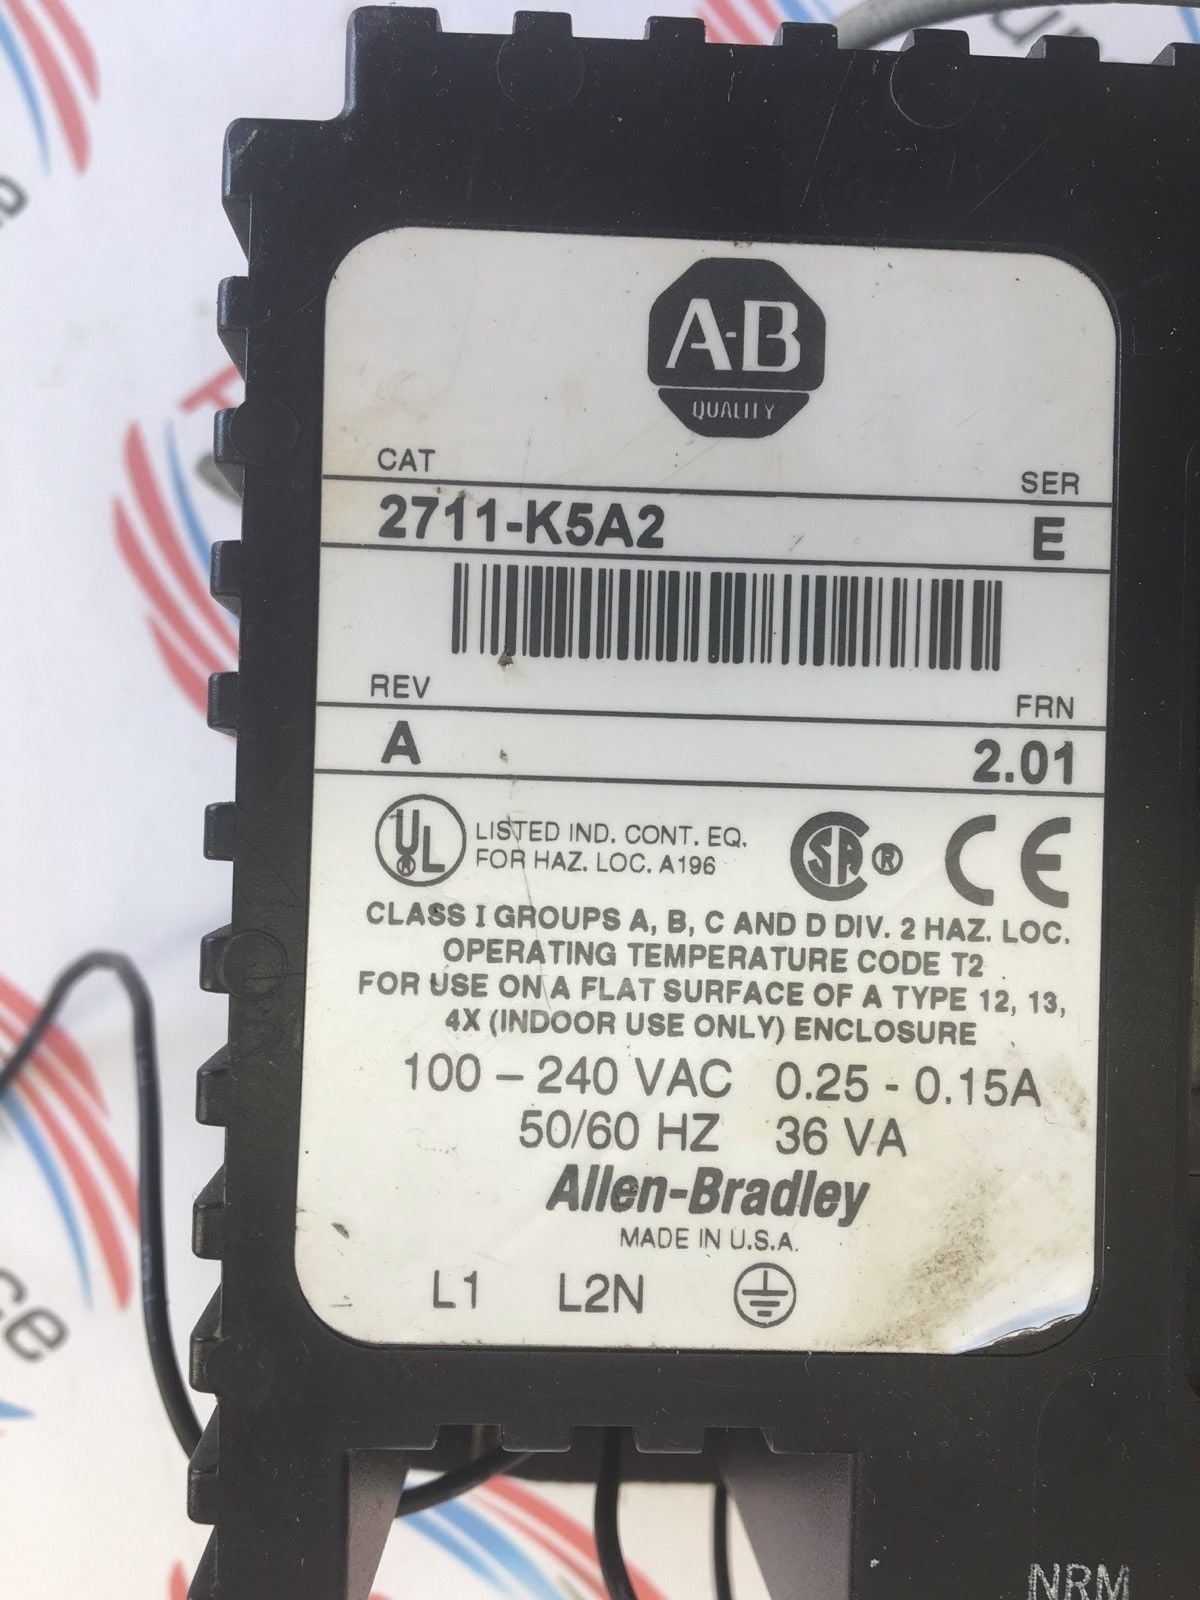 A-B
QUALITY
CAT
SER
2711-K5A2
E
REV
FRN
A
2.01
UL ® LISTED IND. CONT. EQ.
FOR HAZ. LOC. A196
SA ® CE
CLASS I GROUPS A, B, C AND D DIV. 2 HAZ. LOC.
OPERATING TEMPERATURE CODE T2
FOR USE ON A FLAT SURFACE OF A TYPE 12, 13,
4X (INDOOR USE ONLY) ENCLOSURE
100 – 240 VAC 0.25 - 0.15A
50/60 HZ 36 VA
Allen-Bradley
MADE IN U.S.A.
L1 L2N
NRM